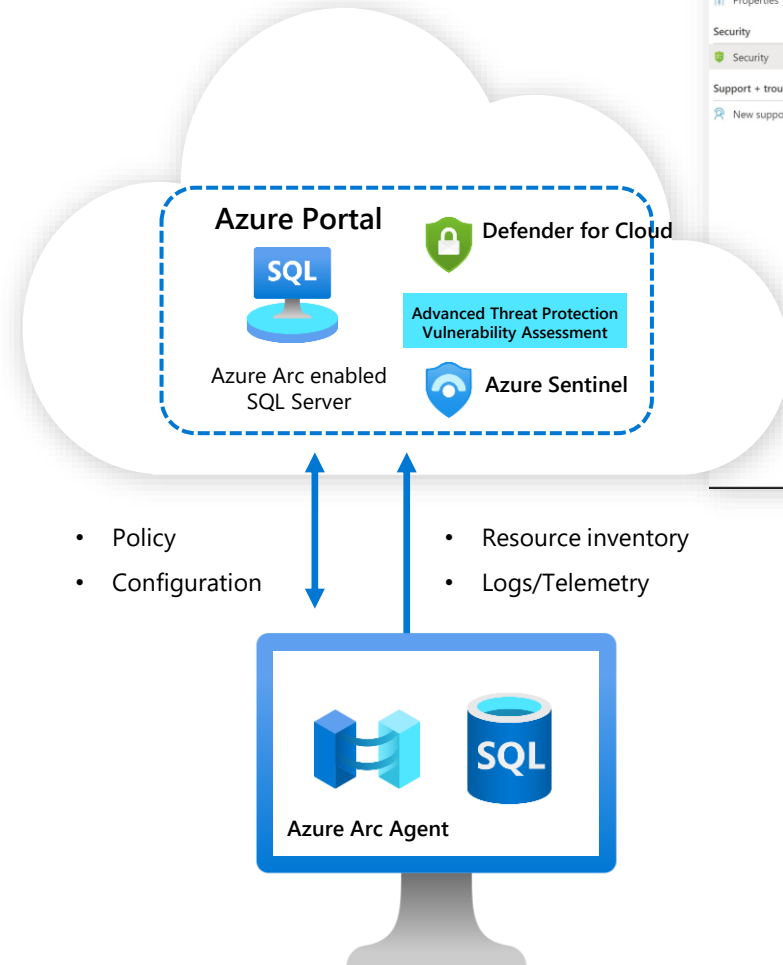 Properties
Security
Security
Support + trou
New suppo
Azure Portal
SQL
Azure Arc enabled
SQL Server
Defender for Cloud
Advanced Threat Protection
Vulnerability Assessment
Azure Sentinel
• Policy
• Configuration
• Resource inventory
• Logs/Telemetry
SQL
Azure Arc Agent